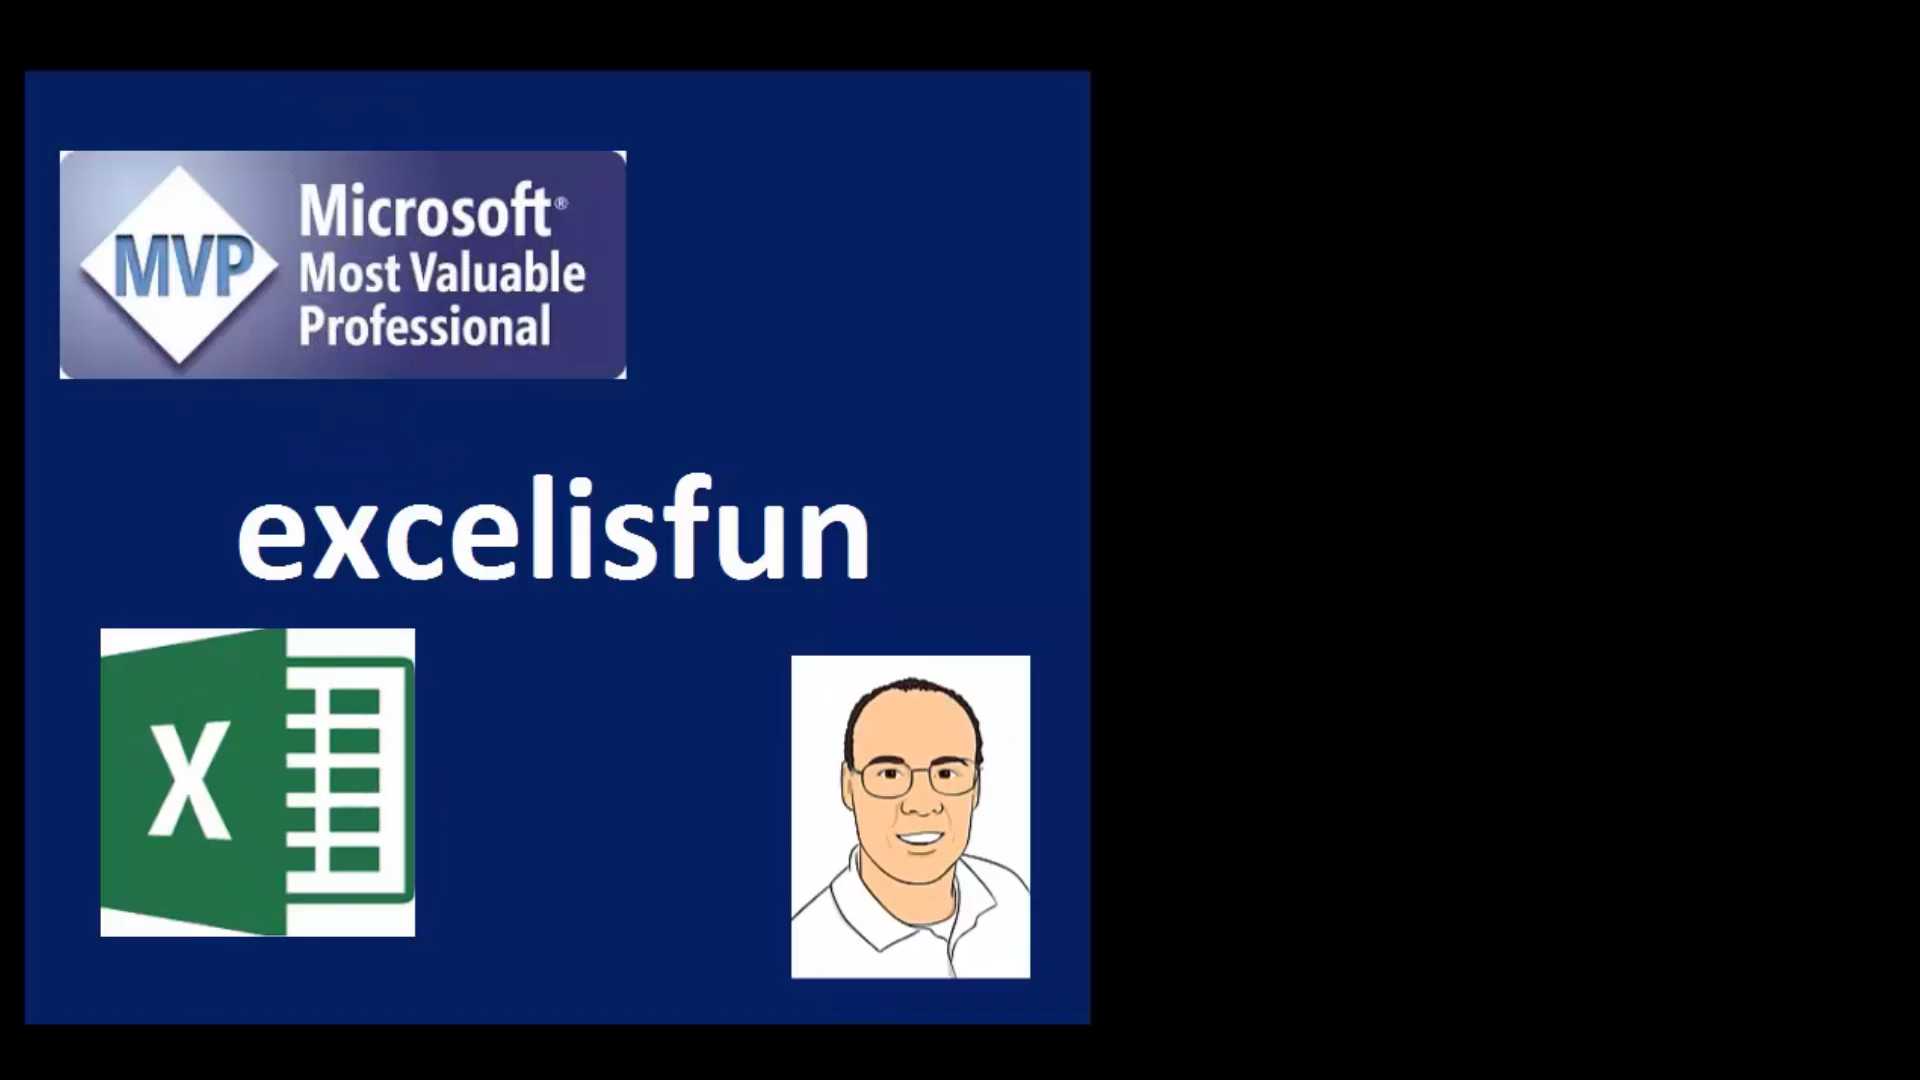 MVP
Microsoft®
Most Valuable
Professional
excelisfun
X